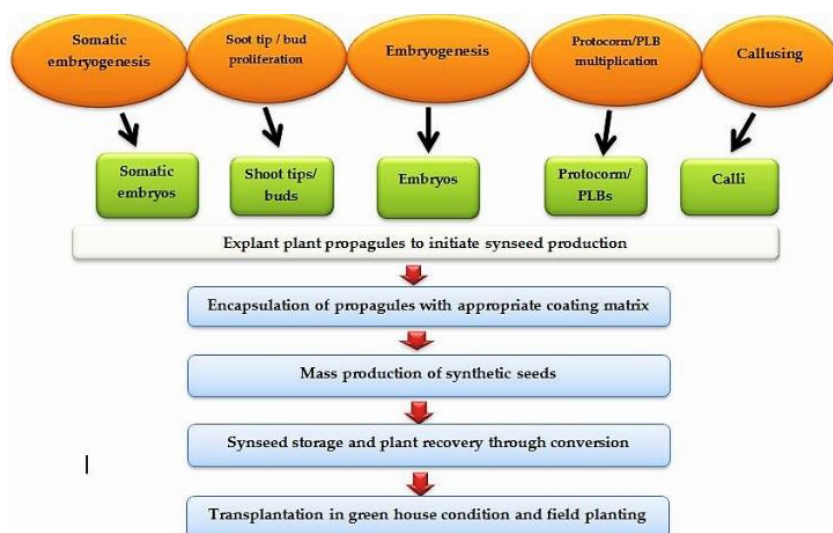 Somatic
embryogenesis
Soot tip / bud
proliferation
Embryogenesis
Protocorm/PLB
multiplication
Callusing
Somatic
embryos
Shoot tips/
buds
Embryos
Protocorm/
PLBs
Calli
Explant plant propagules to initiate synseed production
Encapsulation of propagules with appropriate coating matrix
Mass production of synthetic seeds
Synseed storage and plant recovery through conversion
Transplantation in green house condition and field planting